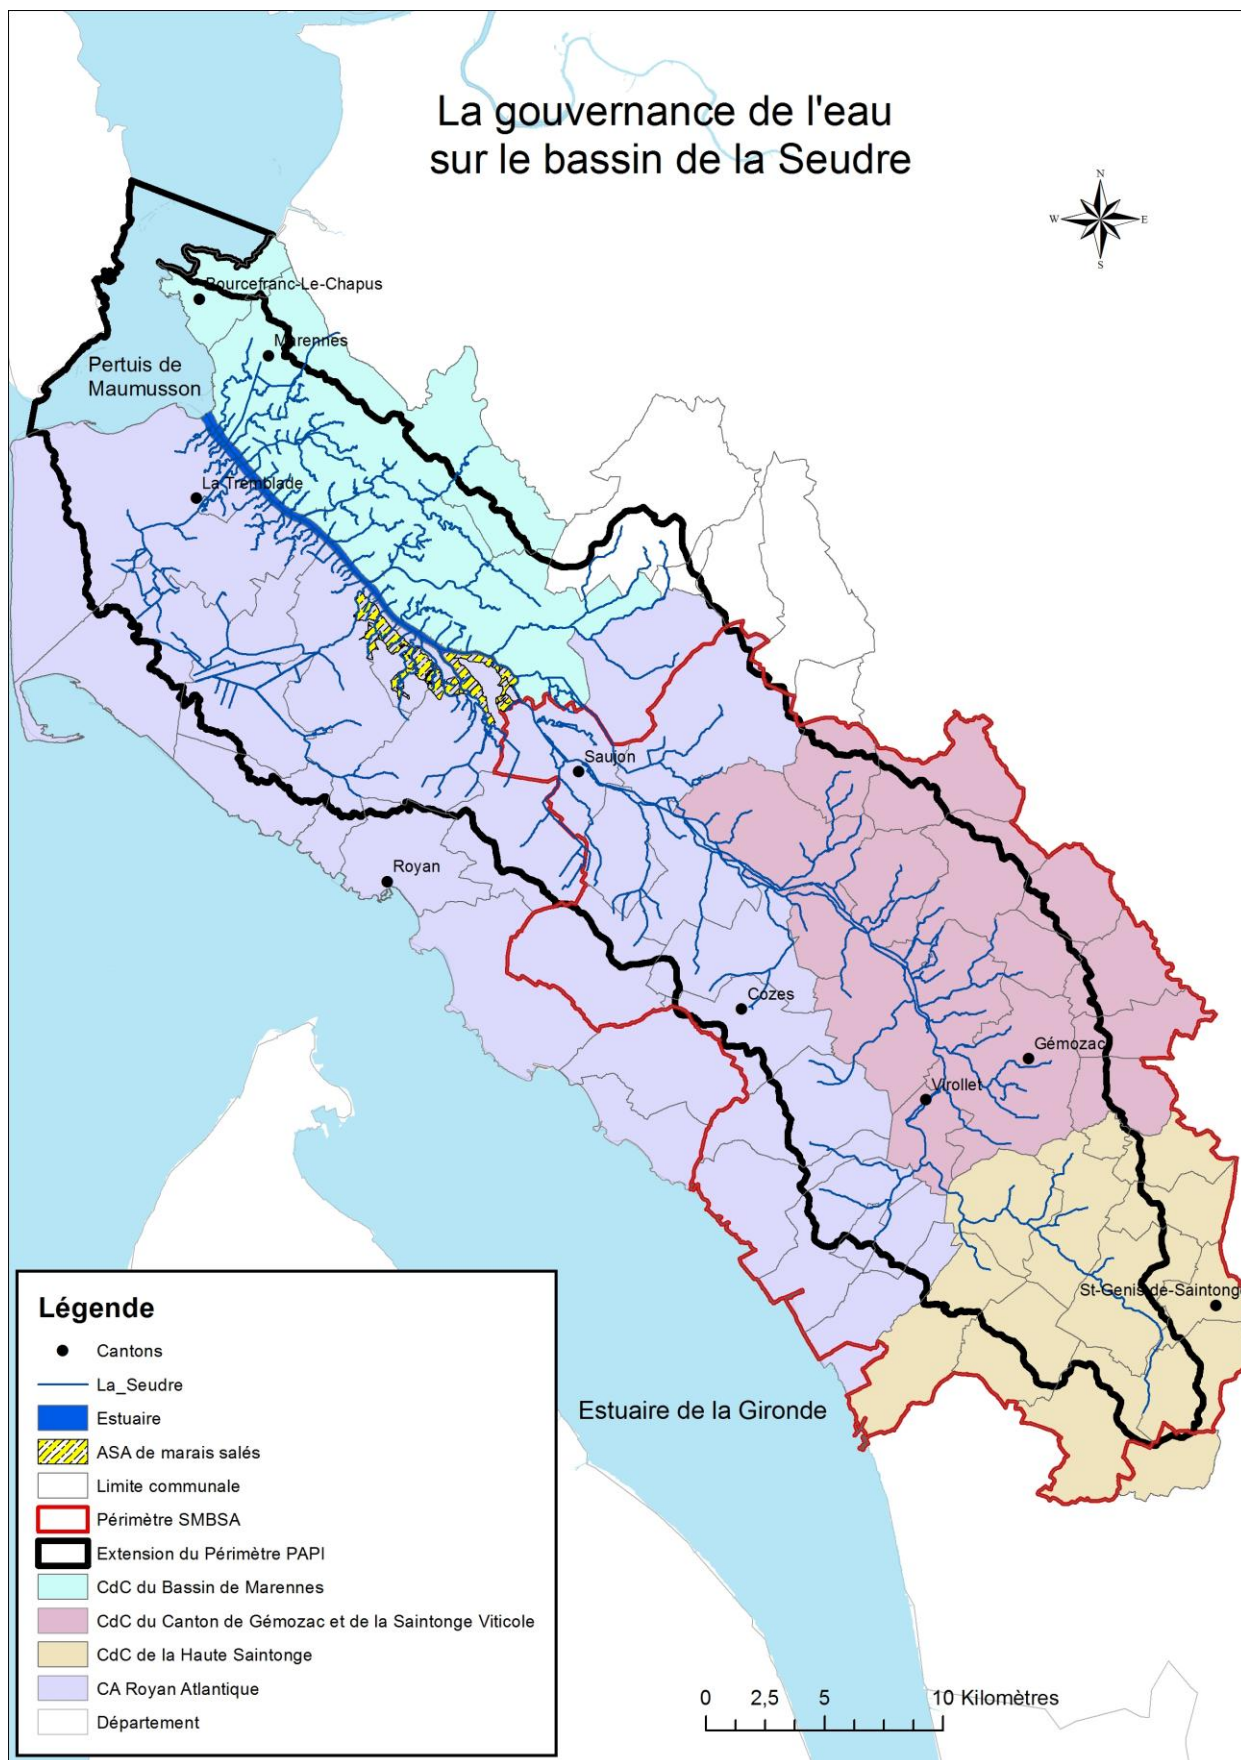 La gouvernance de l'eau
sur le bassin de la Seudre
N
W
E
S
Bourcefranc-Le-Chapus
Marennes
Pertuis de
Maumusson
La Tremblade
Saujon
Royan
Cozes
Gémozac
Virollet
St-Genis-de-Saintonge
Estuaire de la Gironde
Légende
Cantons
La_Seudre
Estuaire
ASA de marais salés
Limite communale
Périmètre SMBSA
Extension du Périmètre PAPI
CdC du Bassin de Marennes
CdC du Canton de Gémozac et de la Saintonge Viticole
CdC de la Haute Saintonge
CA Royan Atlantique
Département
0 2,5 5 10 Kilomètres